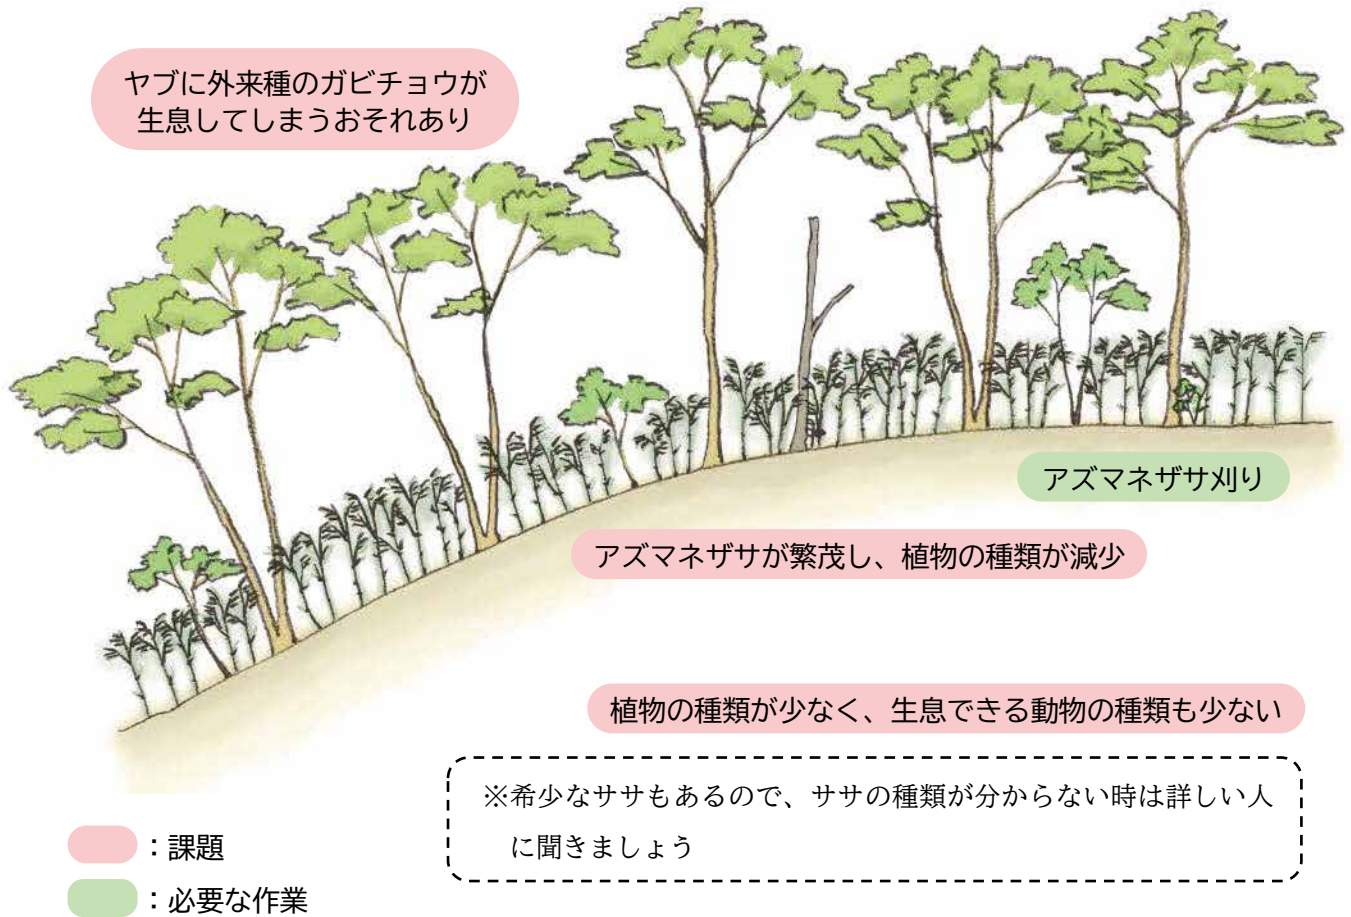 ヤブに外来種のガビチョウが
生息してしまうおそれあり
アズマネザサ刈り
アズマネザサが繁茂し、植物の種類が減少
植物の種類が少なく、生息できる動物の種類も少ない
※希少なササもあるので、ササの種類が分からない時は詳しい人
に聞きましょう
：課題
：必要な作業